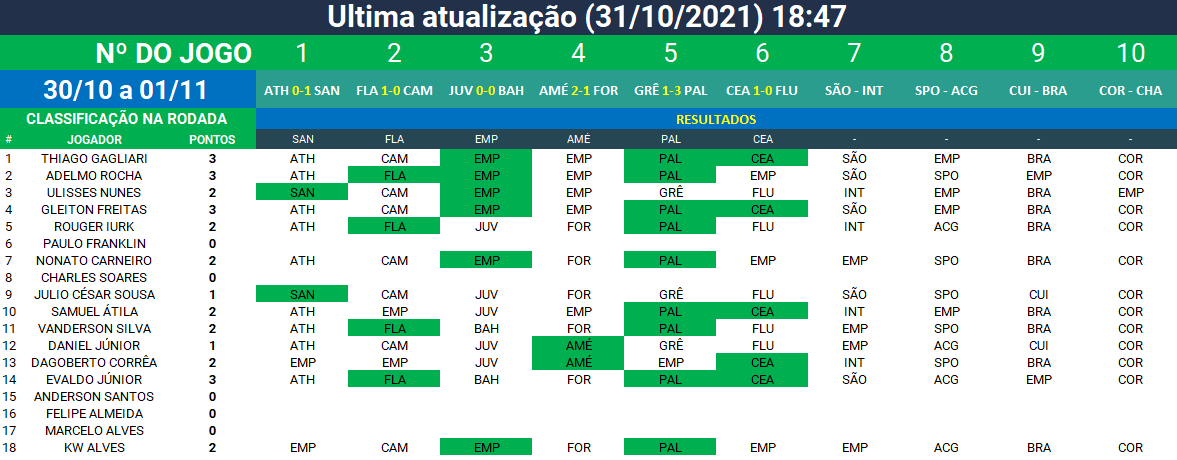 Ultima atualização (31/10/2021) 18:47
Nº DO JOGO 1 2 3 4 5 6 7 8 9 10
30/10 a 01/11 ATH 0-1 SAN FLA 1-0 CAM JUV 0-0 BAH AMÉ 2-1 FOR GRÊ 1-3 PAL CEA 1-0 FLU SÃO - INT SPO - ACG CUI - BRA COR - CHA
CLASSIFICAÇÃO NA RODADA RESULTADOS
# JOGADOR PONTOS SAN FLA EMP AMÉ PAL CEA - - - -
1 THIAGO GAGLIARI 3 ATH CAM EMP EMP PAL CEA SÃO EMP BRA COR
2 ADELMO ROCHA 3 ATH FLA EMP EMP PAL EMP SÃO SPO EMP COR
3 ULISSES NUNES 2 SAN CAM EMP EMP GRÊ FLU INT EMP BRA EMP
4 GLEITON FREITAS 3 ATH CAM EMP EMP PAL CEA SÃO EMP BRA COR
5 ROUGER IURK 2 ATH FLA JUV FOR PAL FLU INT ACG BRA COR
6 PAULO FRANKLIN 0
7 NONATO CARNEIRO 2 ATH CAM EMP FOR PAL EMP EMP SPO BRA COR
8 CHARLES SOARES 0
9 JULIO CÉSAR SOUSA 1 SAN CAM JUV FOR GRÊ FLU SÃO SPO CUI COR
10 SAMUEL ÁTILA 2 ATH EMP JUV EMP PAL CEA INT SPO BRA COR
11 VANDERSON SILVA 2 ATH FLA BAH FOR PAL FLU EMP SPO BRA COR
12 DANIEL JÚNIOR 1 ATH CAM JUV AMÉ GRÊ FLU EMP ACG CUI COR
13 DAGOBERTO CORRÊA 2 EMP EMP JUV AMÉ EMP CEA INT SPO BRA COR
14 EVALDO JÚNIOR 3 ATH FLA BAH FOR PAL CEA SÃO ACG EMP COR
15 ANDERSON SANTOS 0
16 FELIPE ALMEIDA 0
17 MARCELO ALVES 0
18 KW ALVES 2 EMP CAM EMP FOR PAL EMP EMP ACG BRA COR